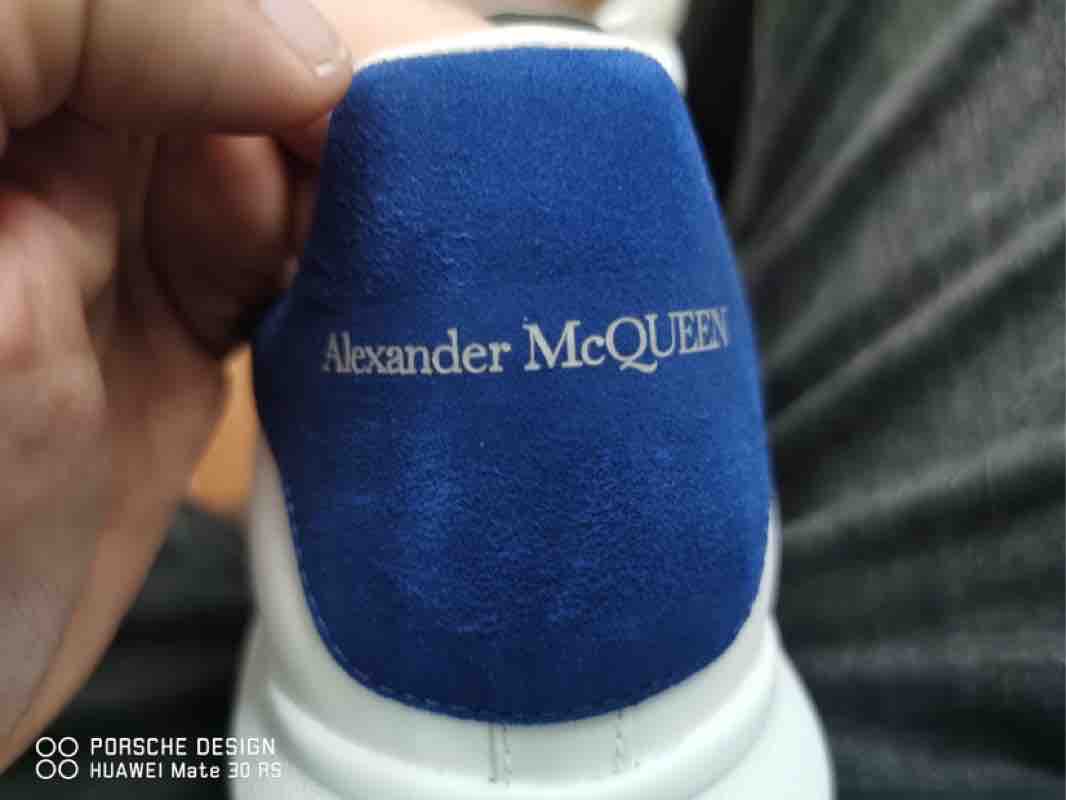 Alexander McQUEEN
PORSCHE DESIGN
HUAWEI Mate 30 RS